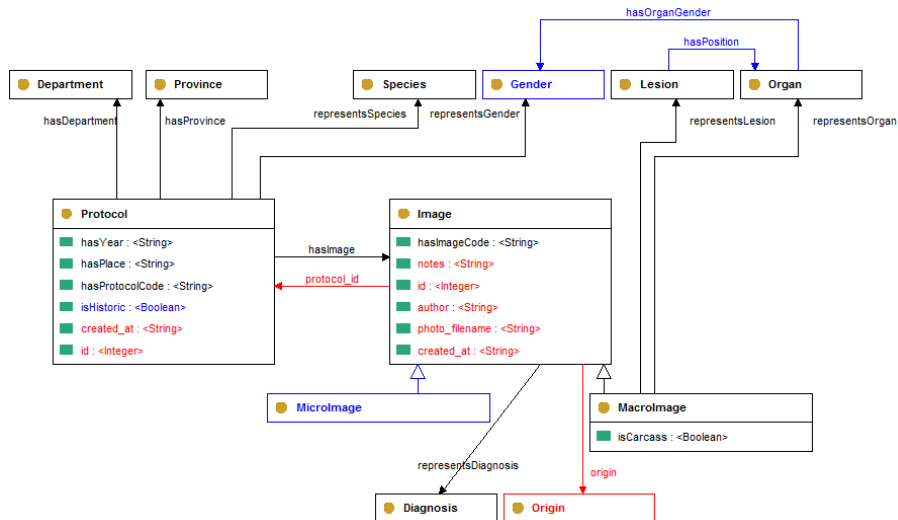 hasOrganGender
hasPosition
Department
Province
Species
Gender
Lesion
Organ
hasDepartment
hasProvince
representsSpecies
representsGender
representsLesion
representsOrgan
Protocol
hasYear : <String>
hasPlace : <String>
hasProtocolCode : <String>
isHistoric : <Boolean>
created_at : <String>
id : <Integer>
hasImage
protocol_id
Image
hasImageCode : <String>
notes : <String>
id : <Integer>
author : <String>
photo_filename : <String>
created_at : <String>
MicroImage
MacroImage
isCarcass : <Boolean>
representsDiagnosis
origin
Diagnosis
Origin